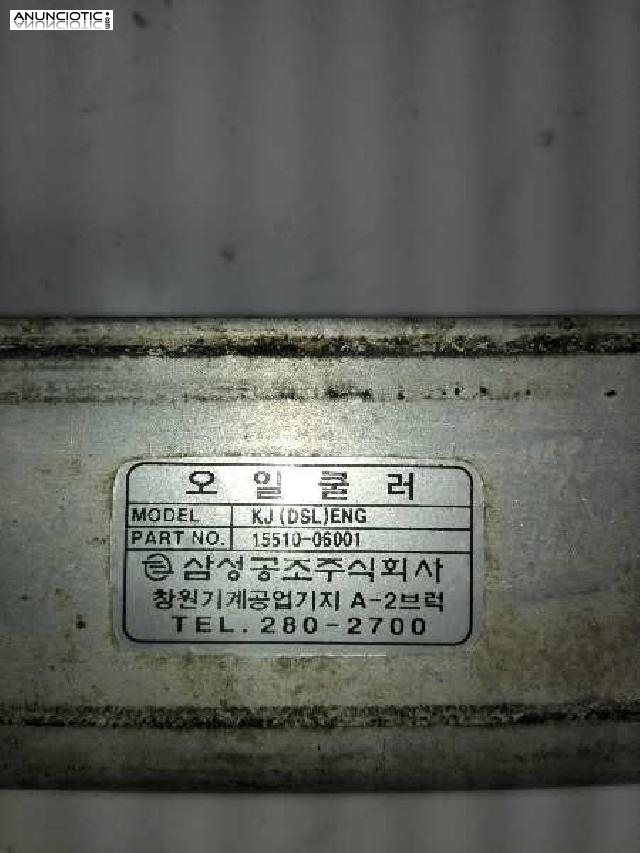 ANUNCIOTIC.es
오일쿨러
MODEL KJ(DSL)ENG
PART NO. 15510-06001
삼성공조주식회사
창원기계공업기지 A-2브럭
TEL. 280-2700